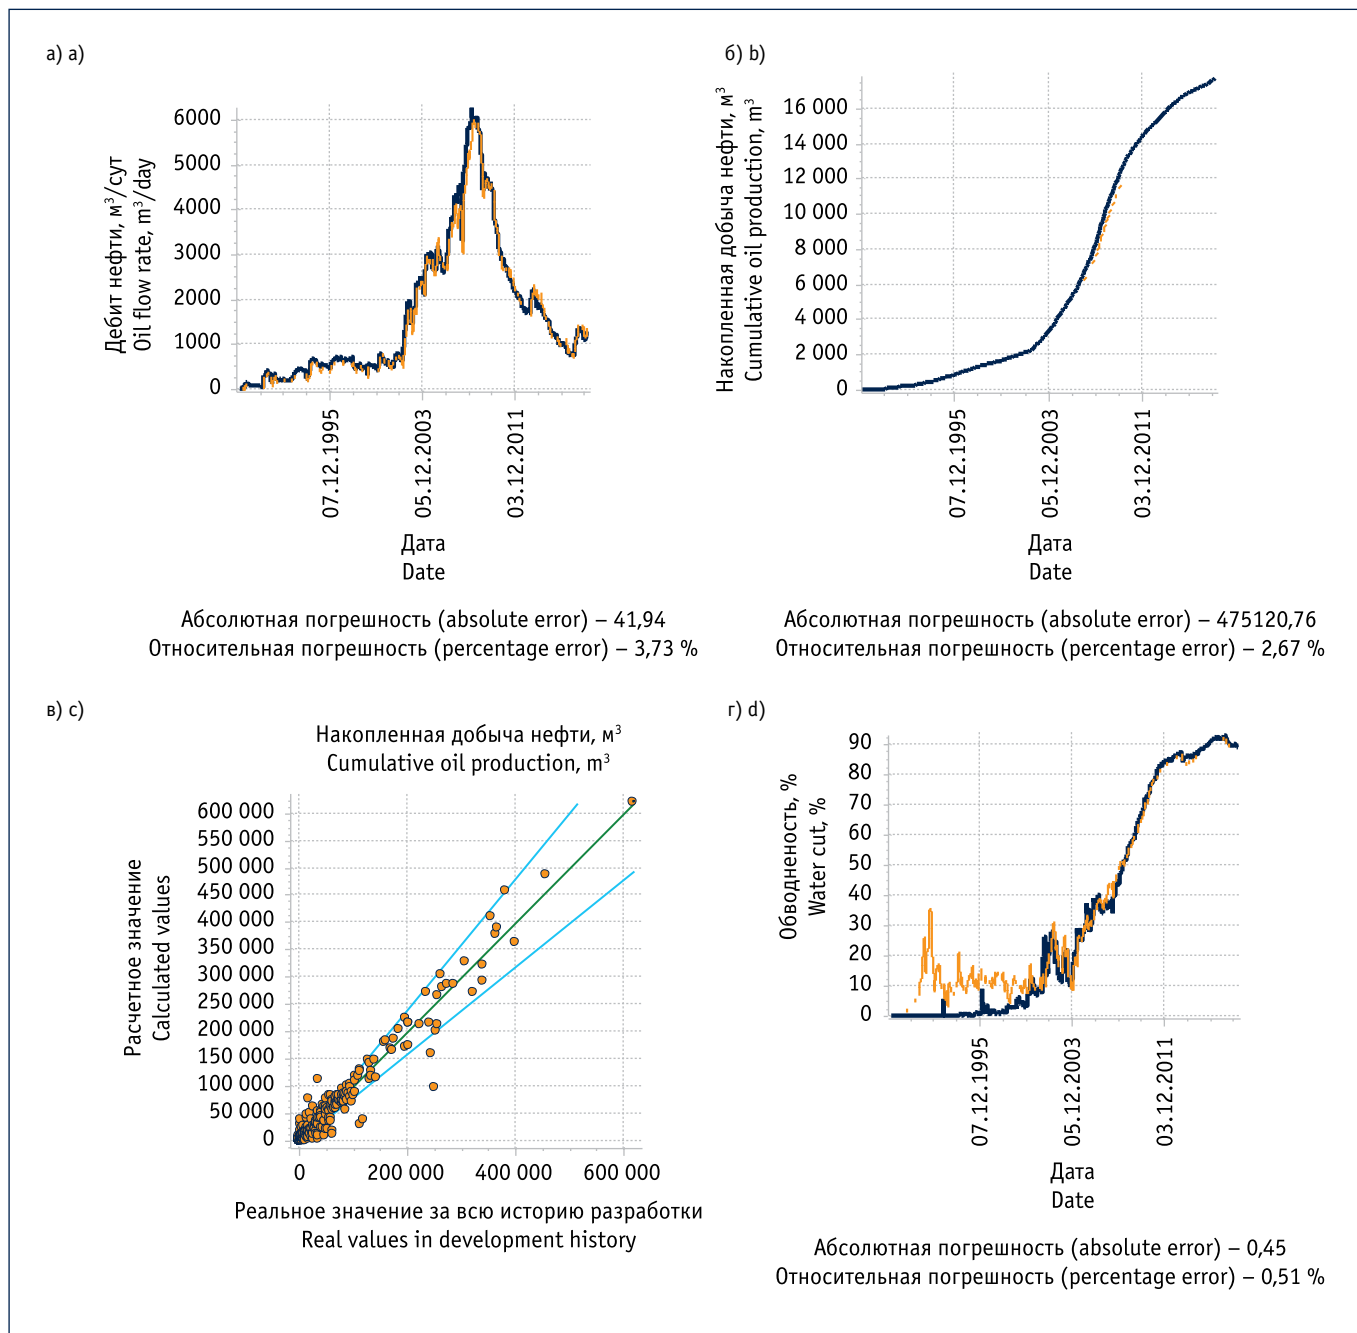 а) a)
Дебит нефти, м³/сут
Oil flow rate, m³/day
6000
5000
4000
3000
2000
1000
0
07.12.1995
05.12.2003
03.12.2011
Дата
Date
Абсолютная погрешность (absolute error) – 41,94
Относительная погрешность (percentage error) – 3,73 %
б) b)
Накопленная добыча нефти, м³
Cumulative oil production, m³
16 000
14 000
12 000
10 000
8 000
6 000
4 000
2 000
0
07.12.1995
05.12.2003
03.12.2011
Дата
Date
Абсолютная погрешность (absolute error) – 475120,76
Относительная погрешность (percentage error) – 2,67 %
в) c)
Накопленная добыча нефти, м³
Cumulative oil production, m³
Расчетное значение
Calculated values
600 000
550 000
500 000
450 000
400 000
350 000
300 000
250 000
200 000
150 000
100 000
50 000
0
0
200 000
400 000
600 000
Реальное значение за всю историю разработки
Real values in development history
г) d)
Обводненость, %
Water cut, %
90
80
70
60
50
40
30
20
10
0
07.12.1995
05.12.2003
03.12.2011
Дата
Date
Абсолютная погрешность (absolute error) – 0,45
Относительная погрешность (percentage error) – 0,51 %